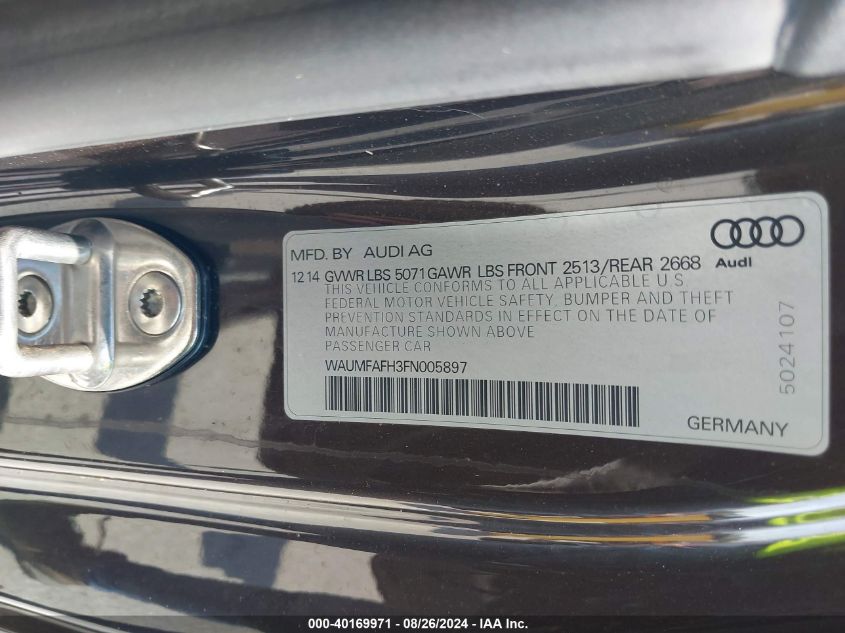 MFD. BY AUDI AG
Audi
12.14 GVWR LBS 5071 GAWR LBS FRONT 2513/REAR 2668
THIS VEHICLE CONFORMS TO ALL APPLICABLE U.S.
FEDERAL MOTOR VEHICLE SAFETY, BUMPER AND THEFT
PREVENTION STANDARDS IN EFFECT ON THE DATE OF
MANUFACTURE SHOWN ABOVE
PASSENGER CAR
WAUMFAFH3FN005897
GERMANY
5024107
000-40169971 - 08/26/2024 - IAA Inc.